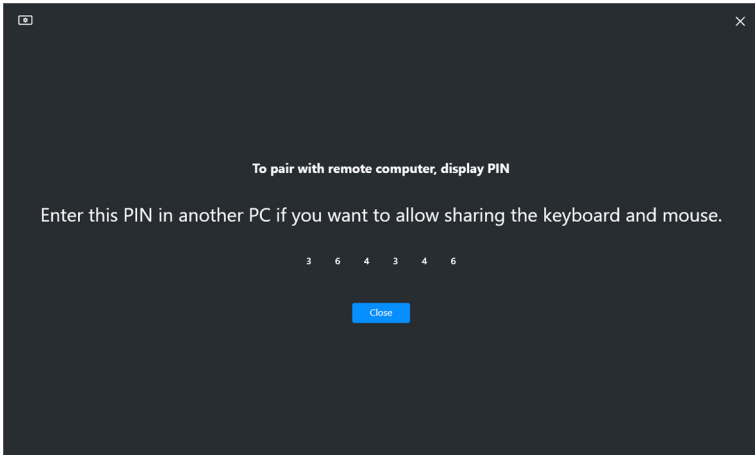 To pair with remote computer, display PIN
Enter this PIN in another PC if you want to allow sharing the keyboard and mouse.
3 6 4 3 4 6
Close